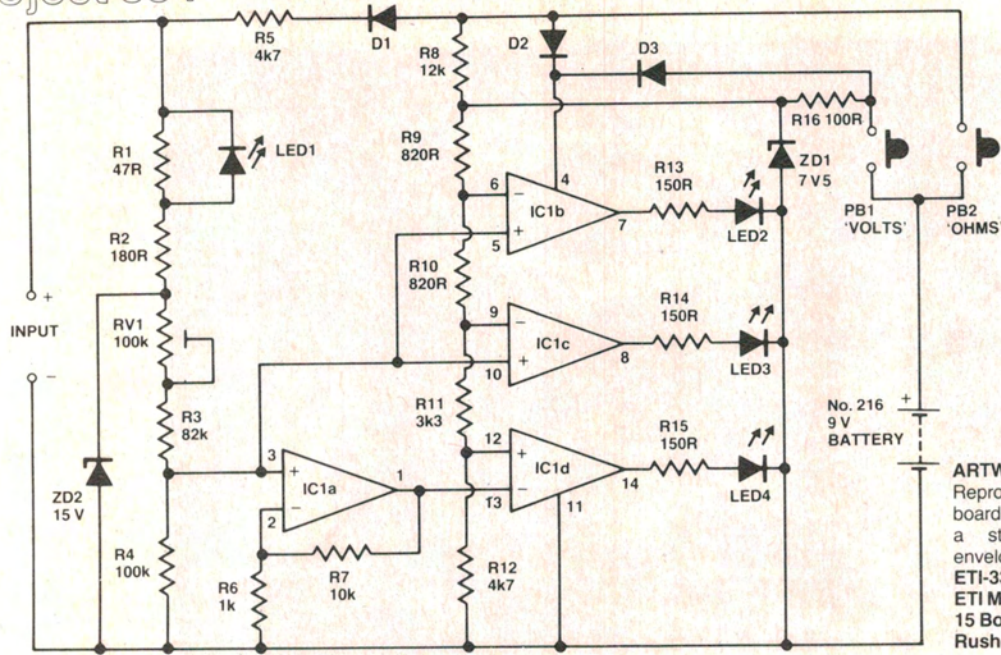 R5
4k7
D1
R8
12k
D2
D3
R16 100R
R1
47R
LED1
R9
820R
ZD1
7V5
R13
150R
LED2
6
4
IC1b
7
5
PB1
'VOLTS'
PB2
'OHMS'
R2
180R
R10
820R
+
INPUT
−
RV1
100k
9
IC1c
8
10
R14
150R
LED3
R3
82k
R11
3k3
No. 216
9 V
BATTERY
+
ZD2
15 V
3
IC1a
1
2
12
IC1d
14
13
11
R15
150R
LED4
R4
100k
R6
1k
R7
10k
R12
4k7
ARTW
Repro
board
a st
envelo
ETI-33
ETI M
15 Bo
Rush